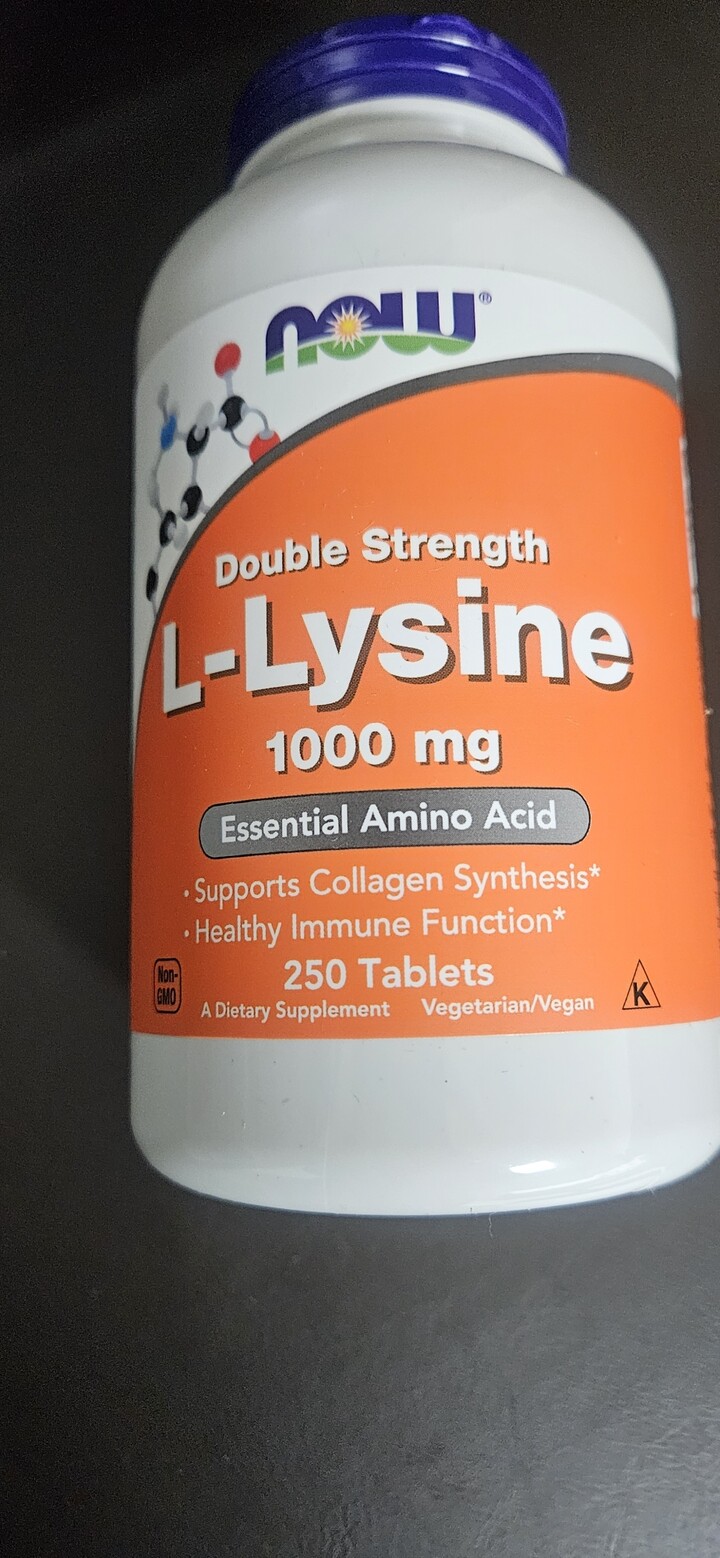 NOW®
Double Strength
L-Lysine
1000 mg
Essential Amino Acid
• Supports Collagen Synthesis*
• Healthy Immune Function*
250 Tablets
Non-
GMO
A Dietary Supplement Vegetarian/Vegan
K